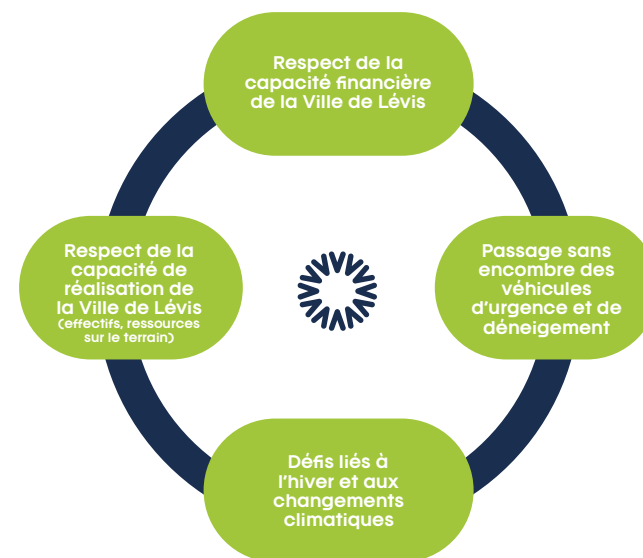 Respect de la
capacité financière
de la Ville de Lévis
Respect de la
capacité de
réalisation de
la Ville de Lévis
(effectifs, ressources
sur le terrain)
Passage sans
encombre des
véhicules
d'urgence et de
déneigement
Défis liés à
l'hiver et aux
changements
climatiques